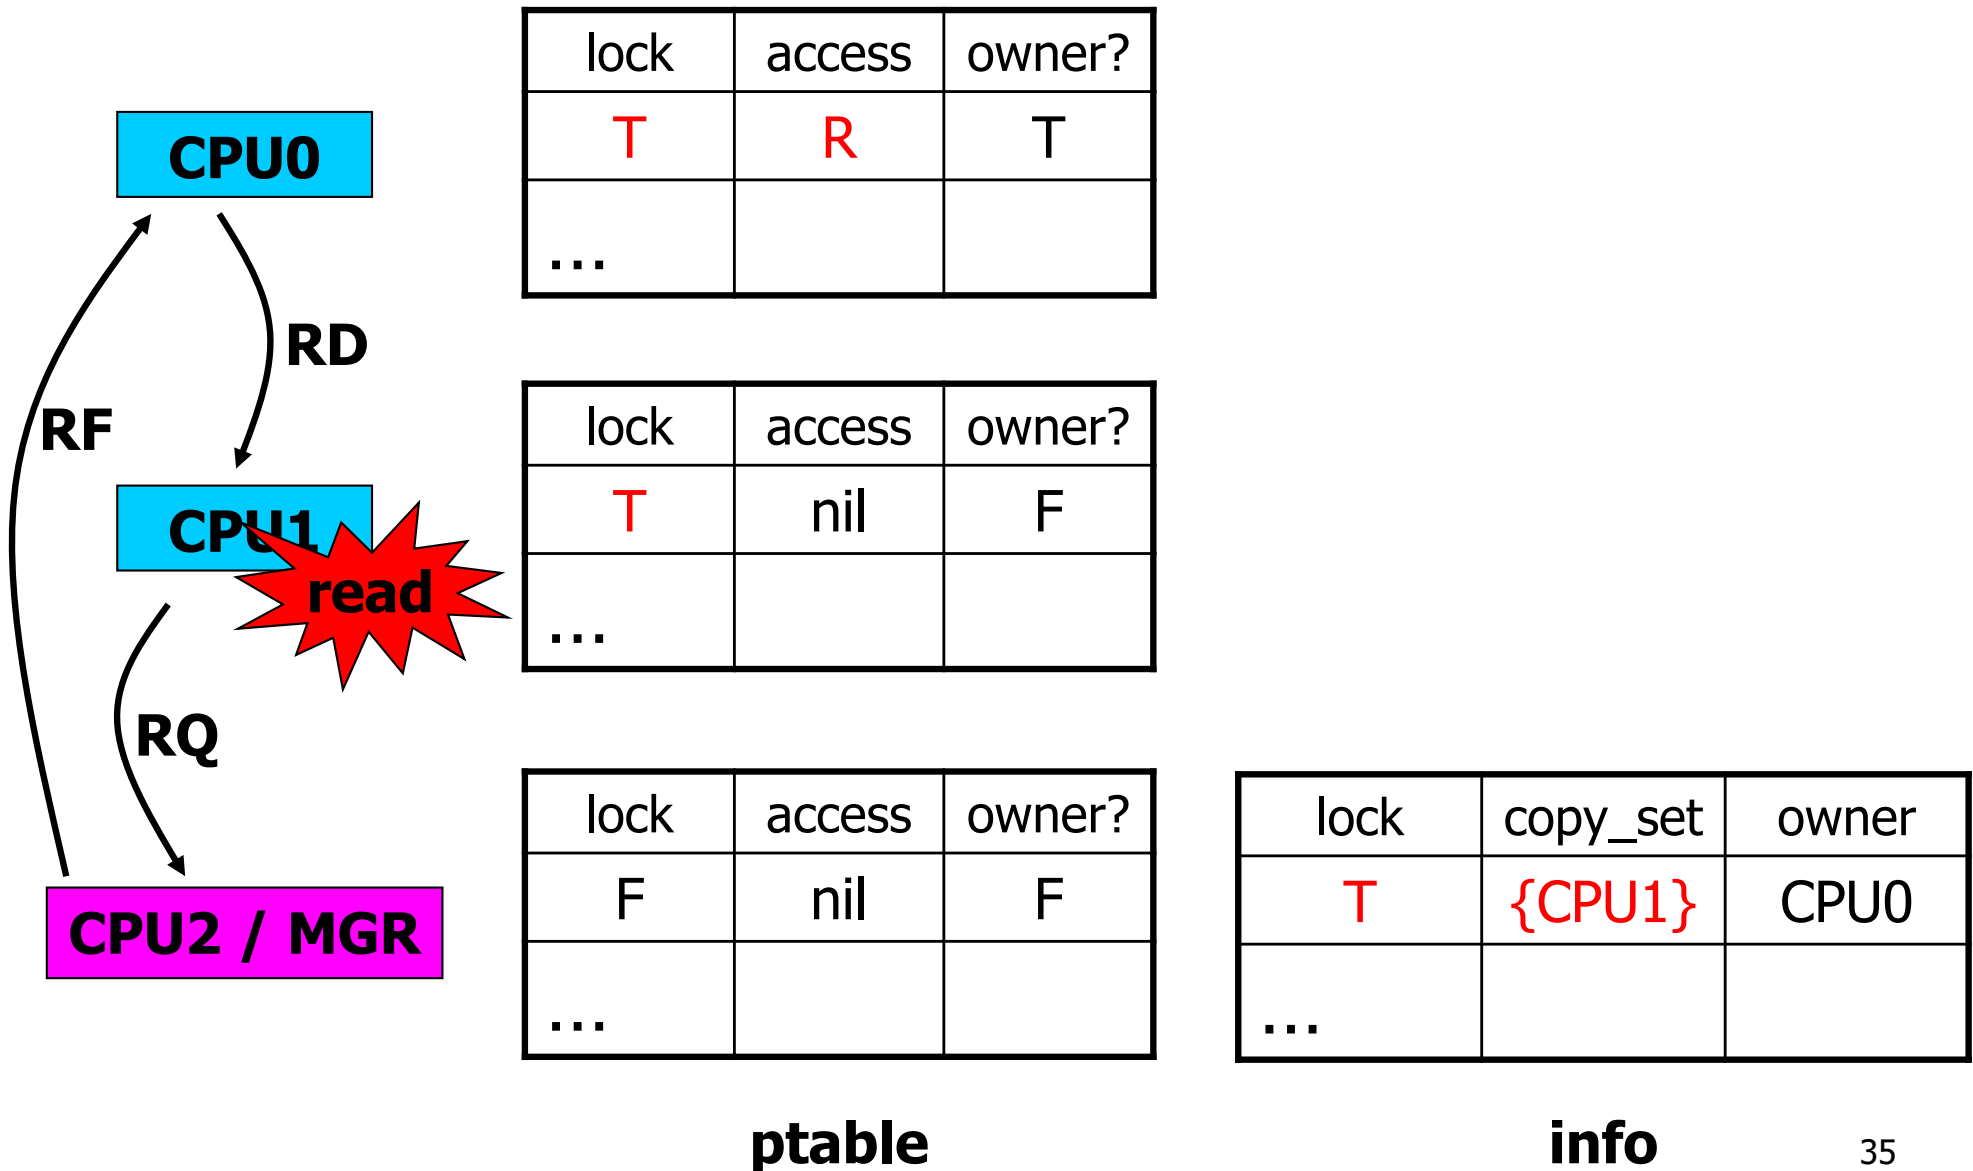 lock access owner?
T R T
...
CPU0
RD
RF
lock access owner?
T nil F
...
CPU1
read
RQ
lock access owner?
F nil F
...
CPU2 / MGR
lock copy_set owner
T {CPU1} CPU0
...
ptable
info
35